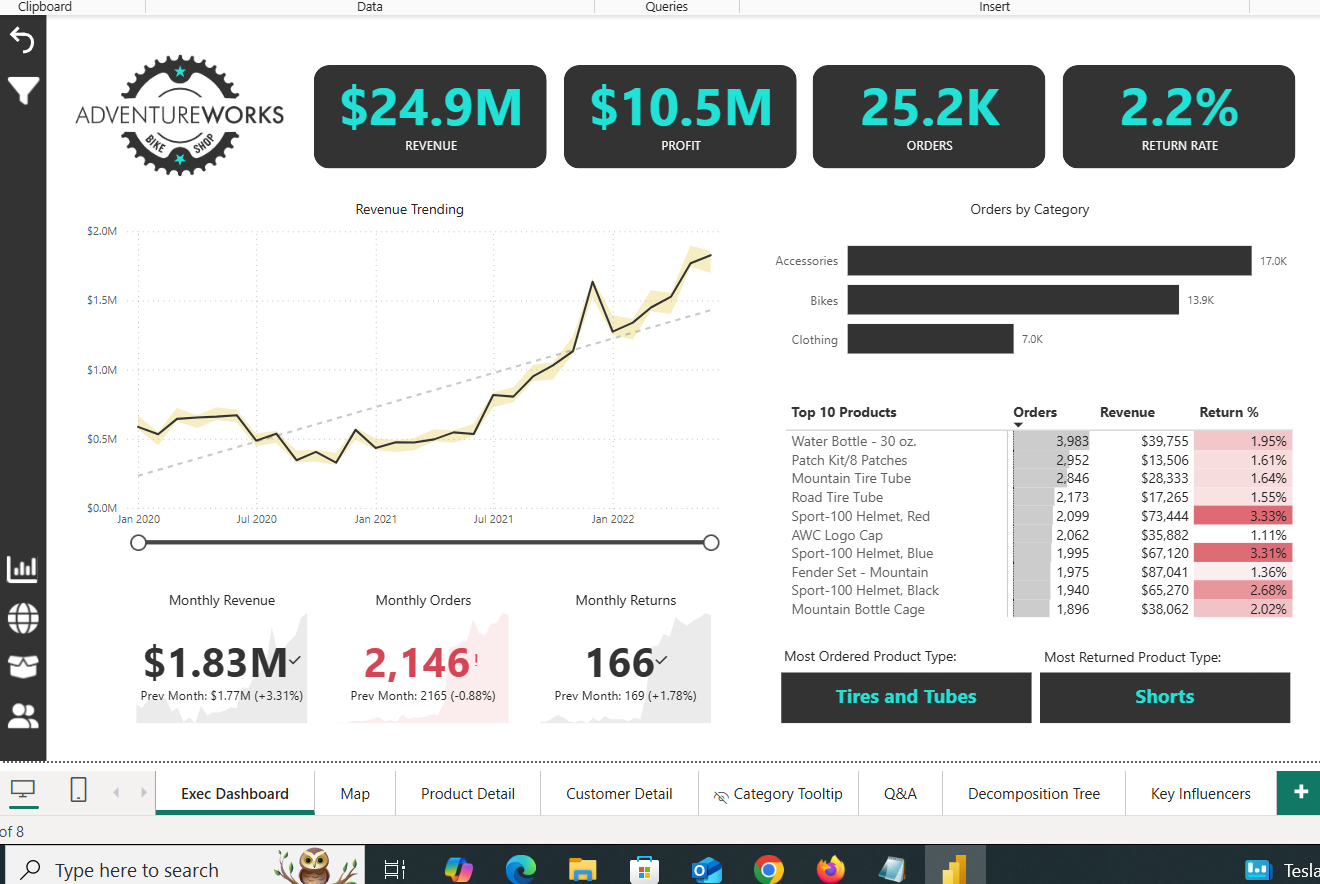 Clipboard Data Queries Insert
ADVENTUREWORKS
BIKE SHOP
$24.9M
REVENUE
$10.5M
PROFIT
25.2K
ORDERS
2.2%
RETURN RATE
Revenue Trending
$2.0M
$1.5M
$1.0M
$0.5M
$0.0M
Jan 2020 Jul 2020 Jan 2021 Jul 2021 Jan 2022
Orders by Category
Accessories 17.0K
Bikes 13.9K
Clothing 7.0K
Top 10 Products Orders Revenue Return %
Water Bottle - 30 oz. 3,983 $39,755 1.95%
Patch Kit/8 Patches 2,952 $13,506 1.61%
Mountain Tire Tube 2,846 $28,333 1.64%
Road Tire Tube 2,173 $17,265 1.55%
Sport-100 Helmet, Red 2,099 $73,444 3.33%
AWC Logo Cap 2,062 $35,882 1.11%
Sport-100 Helmet, Blue 1,995 $67,120 3.31%
Fender Set - Mountain 1,975 $87,041 1.36%
Sport-100 Helmet, Black 1,940 $65,270 2.68%
Mountain Bottle Cage 1,896 $38,062 2.02%
Monthly Revenue
$1.83M
Prev Month: $1.77M (+3.31%)
Monthly Orders
2,146!
Prev Month: 2165 (-0.88%)
Monthly Returns
166
Prev Month: 169 (+1.78%)
Most Ordered Product Type:
Tires and Tubes
Most Returned Product Type:
Shorts
Exec Dashboard Map Product Detail Customer Detail Category Tooltip Q&A Decomposition Tree Key Influencers +
of 8
Type here to search
Tesla